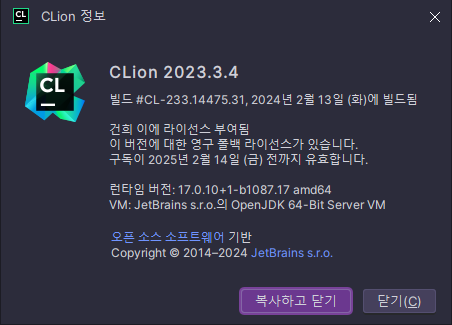 CL
CLion 정보
CL
CLion 2023.3.4
빌드 #CL-233.14475.31, 2024년 2월 13일 (화)에 빌드됨
건희 이에 라이선스 부여됨
이 버전에 대한 영구 폴백 라이선스가 있습니다.
구독이 2025년 2월 14일 (금) 전까지 유효합니다.
런타임 버전: 17.0.10+1-b1087.17 amd64
VM: JetBrains s.r.o.의 OpenJDK 64-Bit Server VM
오픈 소스 소프트웨어 기반
Copyright © 2014–2024 JetBrains s.r.o.
복사하고 닫기
닫기(C)